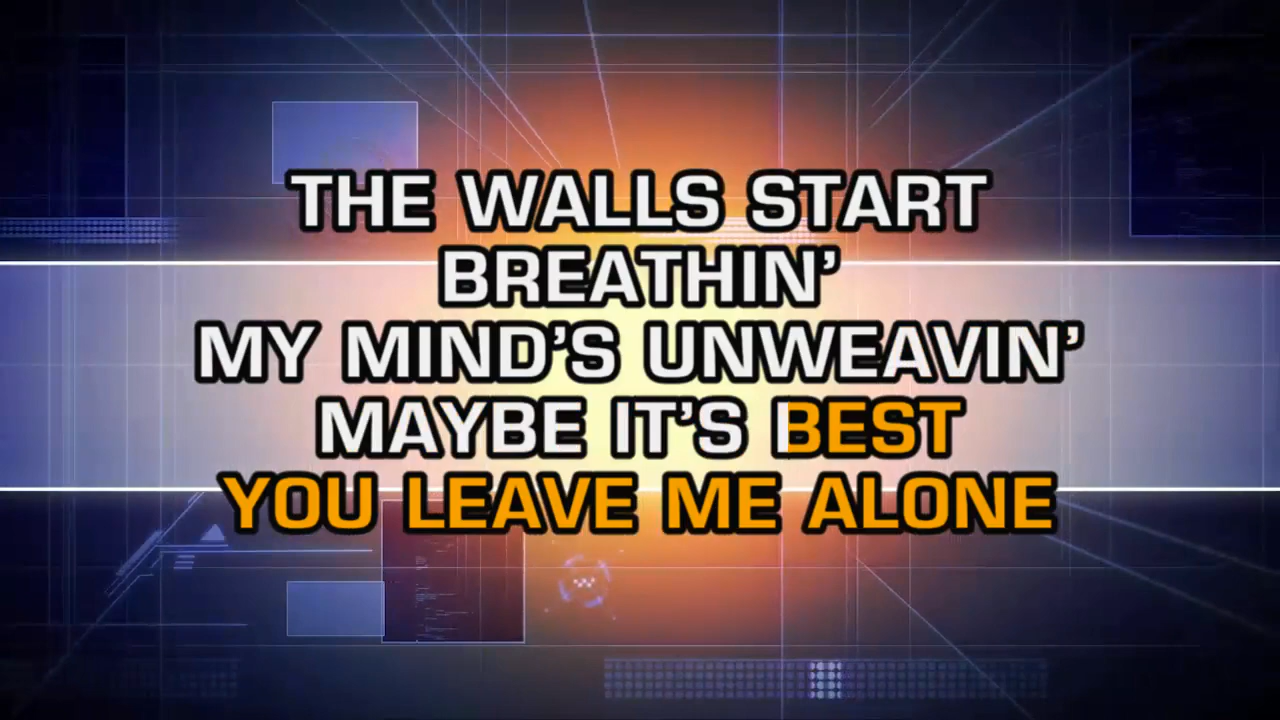 THE WALLS START
BREATHIN'
MY MIND'S UNWEAVIN'
MAYBE IT'S BEST
YOU LEAVE ME ALONE